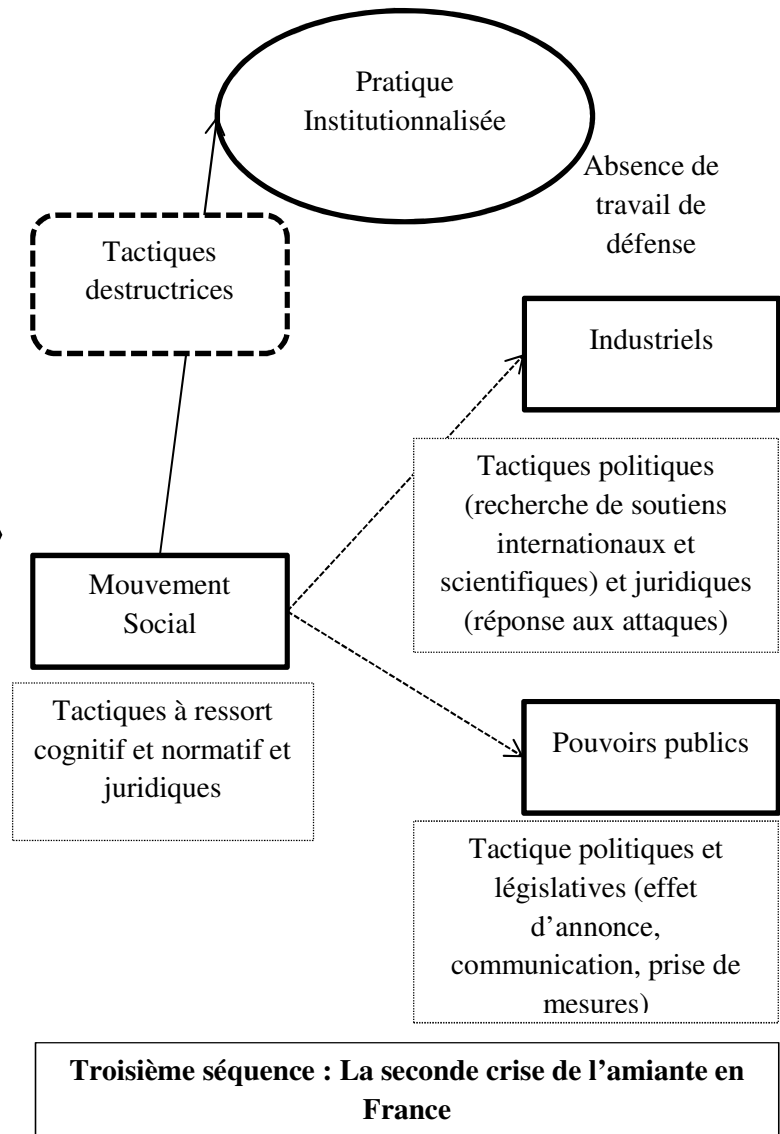 Pratique
Institutionnalisée
Absence de
travail de
défense
Tactiques
destructrices
Industriels
Tactiques politiques
(recherche de soutiens
internationaux et
scientifiques) et juridiques
(réponse aux attaques)
Mouvement
Social
Tactiques à ressort
cognitif et normatif et
juridiques
Pouvoirs publics
Tactique politiques et
législatives (effet
d’annonce,
communication, prise de
mesures)
Troisième séquence : La seconde crise de l’amiante en
France